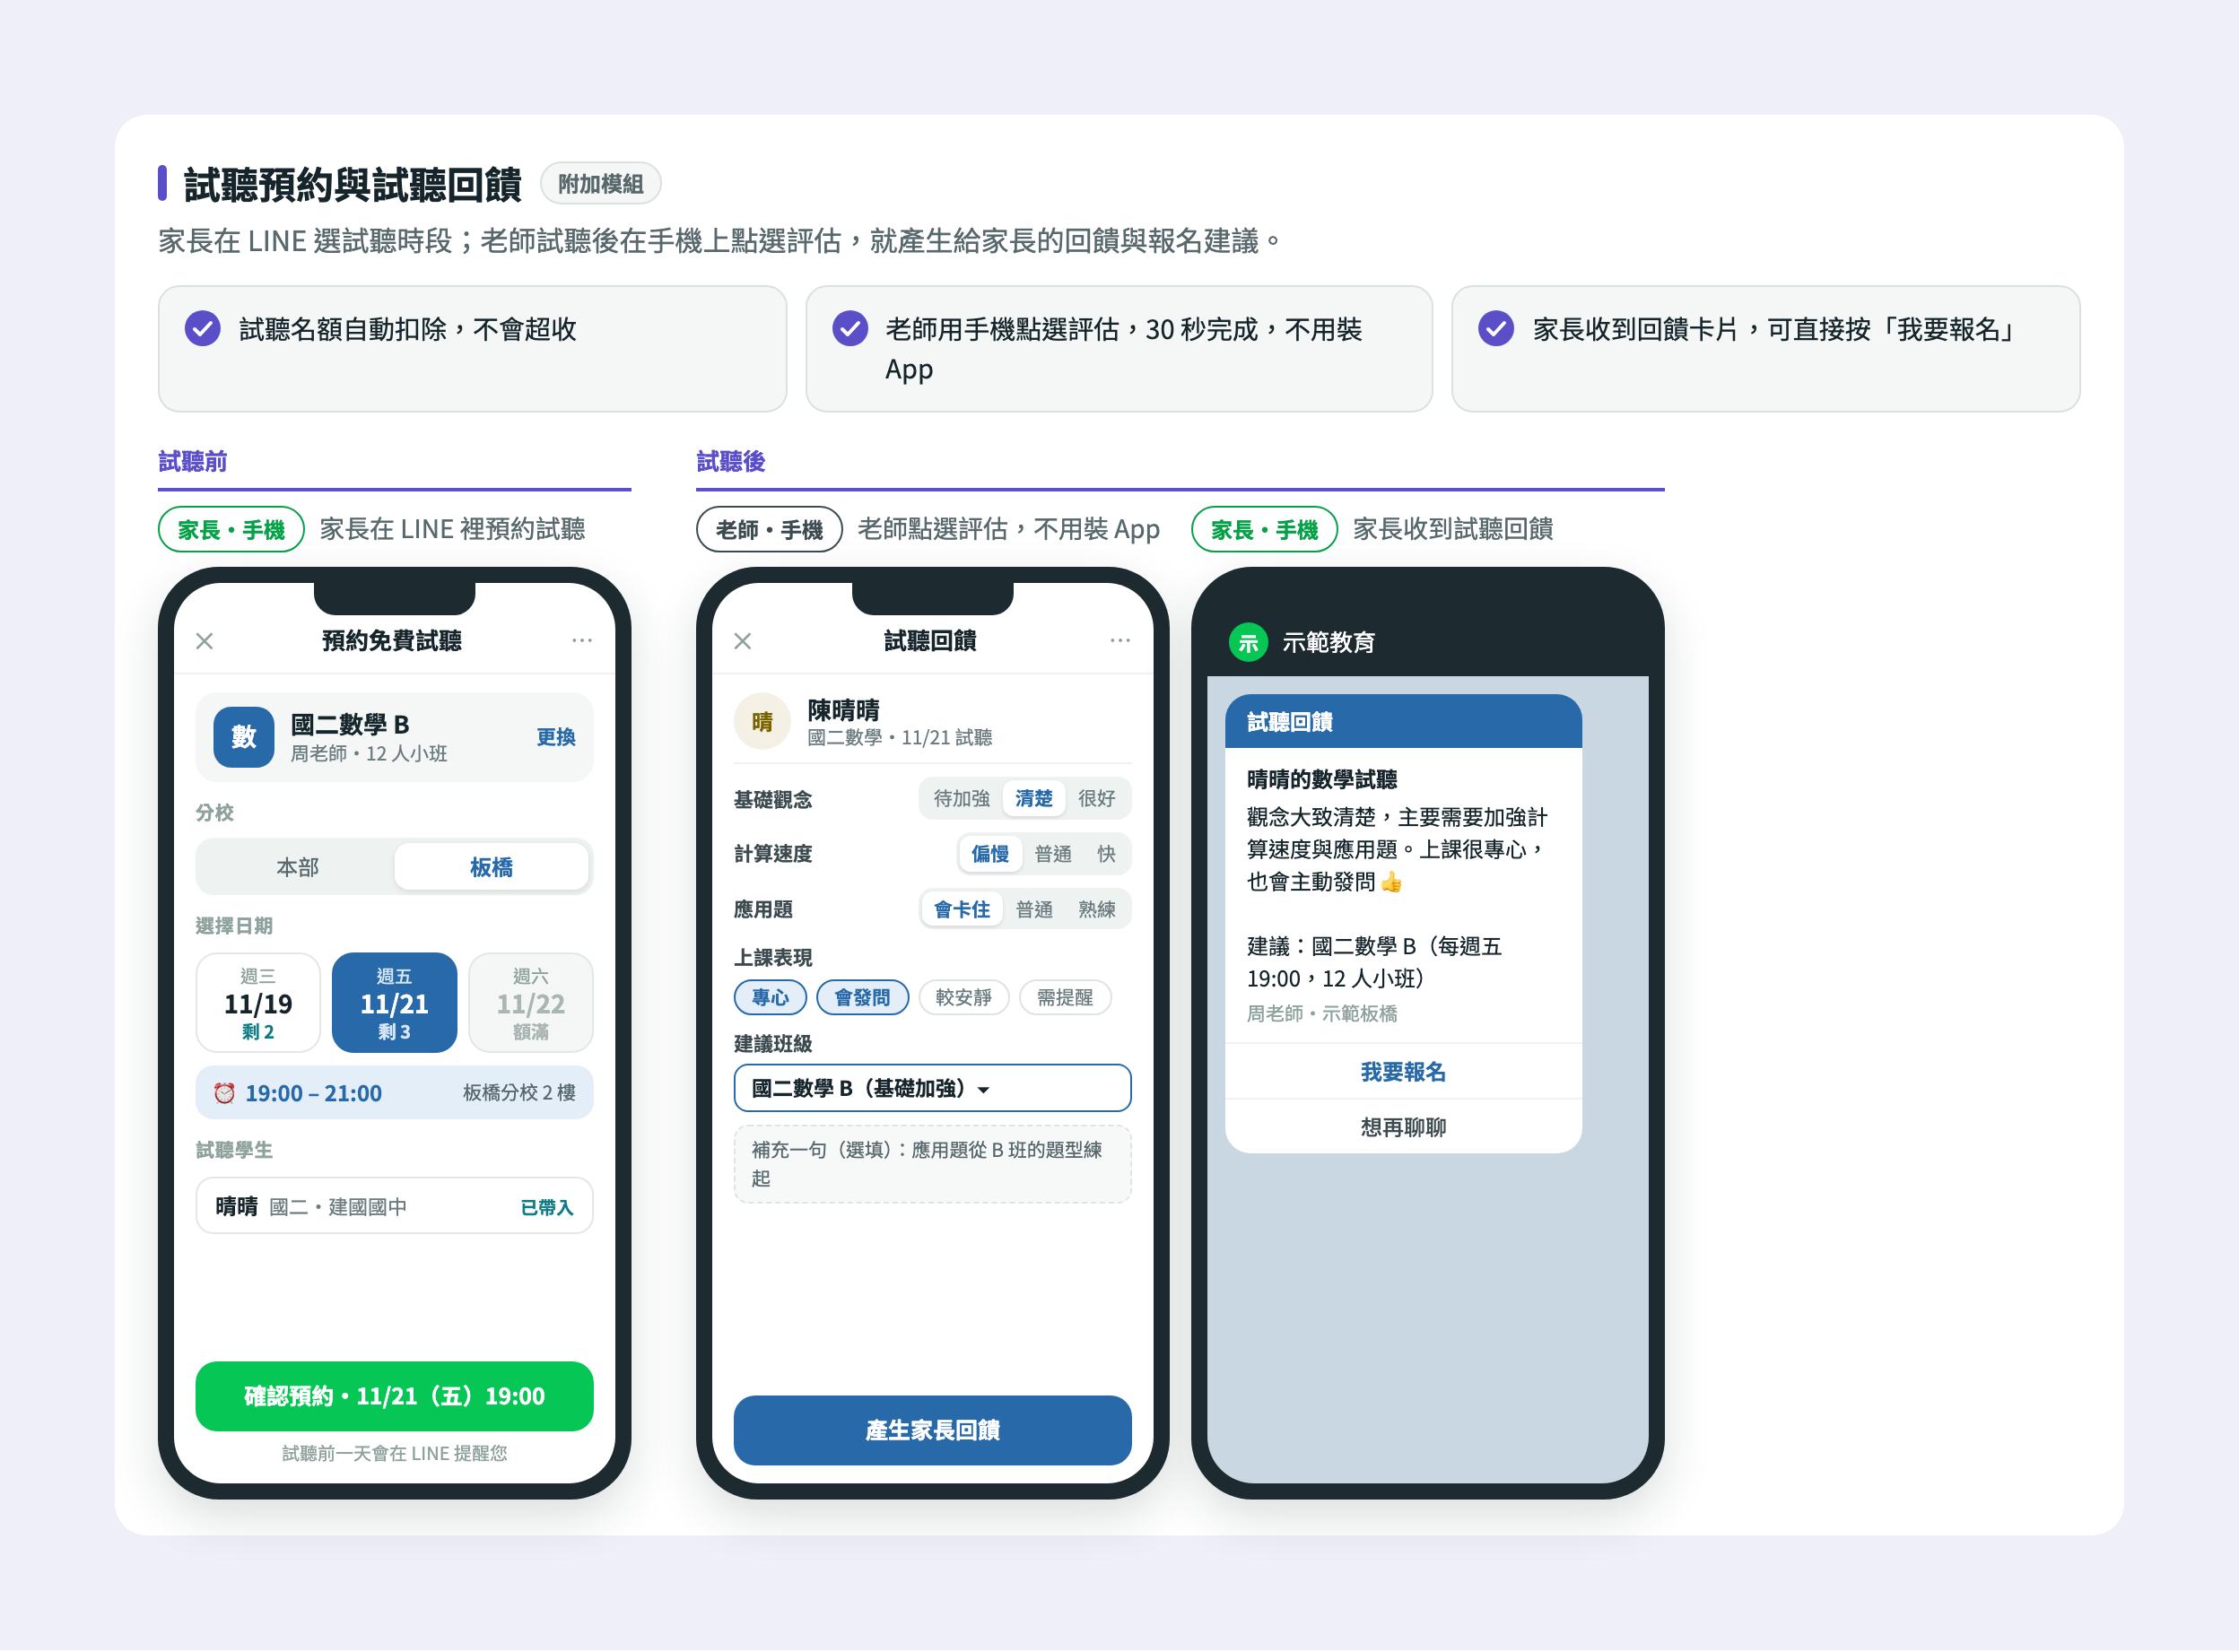 試聽預約與試聽回饋
附加模組
家長在 LINE 選試聽時段；老師試聽後在手機上點選評估，就產生給家長的回饋與報名建議。
試聽名額自動扣除，不會超收
老師用手機點選評估，30 秒完成，不用裝
App
家長收到回饋卡片，可直接按「我要報名」
試聽前
家長・手機 家長在 LINE 裡預約試聽
預約免費試聽 ···
數
國二數學 B
周老師・12 人小班
更換
分校
本部 板橋
選擇日期
週三
11/19
剩 2
週五
11/21
剩 3
週六
11/22
額滿
19:00 – 21:00 板橋分校 2 樓
試聽學生
晴晴 國二・建國國中 已帶入
確認預約・11/21（五）19:00
試聽前一天會在 LINE 提醒您
試聽後
老師・手機 老師點選評估，不用裝 App
試聽回饋 ···
晴
陳晴晴
國二數學・11/21 試聽
基礎觀念 待加強 清楚 很好
計算速度 偏慢 普通 快
應用題 會卡住 普通 熟練
上課表現
專心 會發問 較安靜 需提醒
建議班級
國二數學 B（基礎加強）
補充一句（選填）：應用題從 B 班的題型練
起
產生家長回饋
家長・手機 家長收到試聽回饋
示 示範教育
試聽回饋
晴晴的數學試聽
觀念大致清楚，主要需要加強計
算速度與應用題。上課很專心，
也會主動發問👍
建議：國二數學 B（每週五
19:00，12 人小班）
周老師・示範板橋
我要報名
想再聊聊